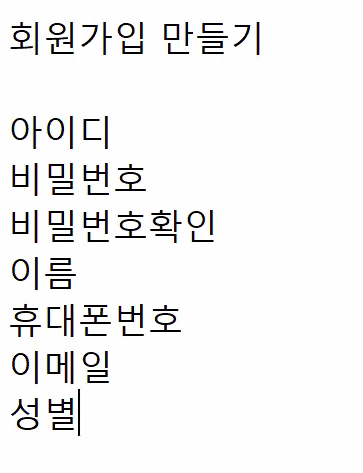 회원가입 만들기
아이디
비밀번호
비밀번호확인
이름
휴대폰번호
이메일
성별